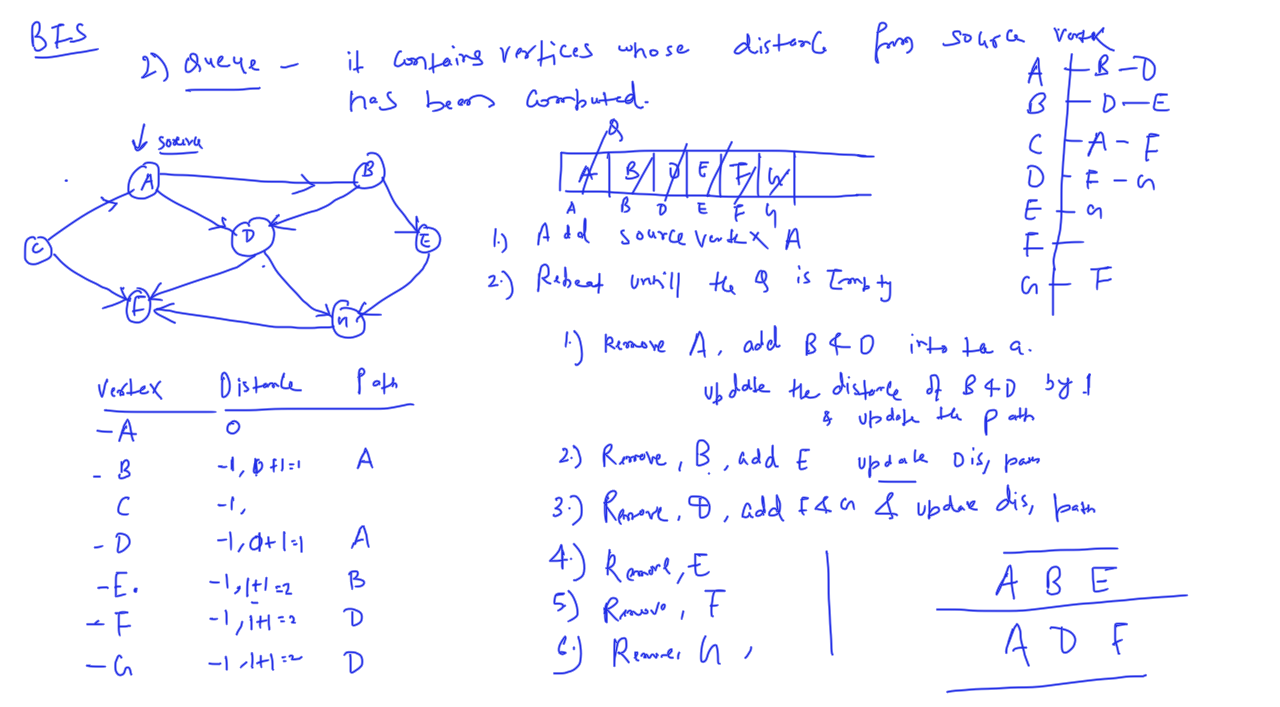 BFS
2) Queue - it contains vertices whose distance from source vertex
has been computed.
A - B - D
B - D - E
C - A - F
D - F - G
E - G
F -
G - F
source
A
B
C
D
E
F
G
Q
A B D E F G
A B D E F G
1.) Add source vertex A
2.) Repeat untill the Q is Empty
1.) Remove A, add B & D into the Q.
update the distance of B & D by 1
& update the path
2.) Remove, B, add E update Dis, path
3.) Remove, D, add F & G & update dis, path
4.) Remove, E
5) Remove, F
6.) Remove, G,
Vertex Distance Path
- A 0
- B -1, 0+1=1 A
C -1,
- D -1, 0+1=1 A
- E. -1, 1+1=2 B
- F -1, 1+1=2 D
- G -1, 1+1=2 D
A B E
A D F